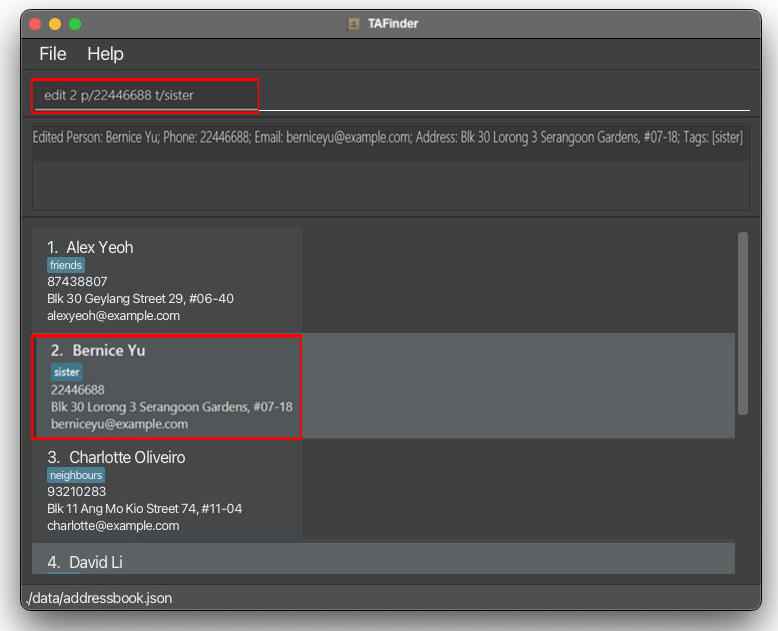 TAFinder
File Help
edit 2 p/22446688 t/sister
Edited Person: Bernice Yu; Phone: 22446688; Email: berniceyu@example.com; Address: Blk 30 Lorong 3 Serangoon Gardens, #07-18; Tags: [sister]
1. Alex Yeoh
friends
87438807
Blk 30 Geylang Street 29, #06-40
alexyeoh@example.com
2. Bernice Yu
sister
22446688
Blk 30 Lorong 3 Serangoon Gardens, #07-18
berniceyu@example.com
3. Charlotte Oliveiro
neighbours
93210283
Blk 11 Ang Mo Kio Street 74, #11-04
charlotte@example.com
4. David Li
./data/addressbook.json